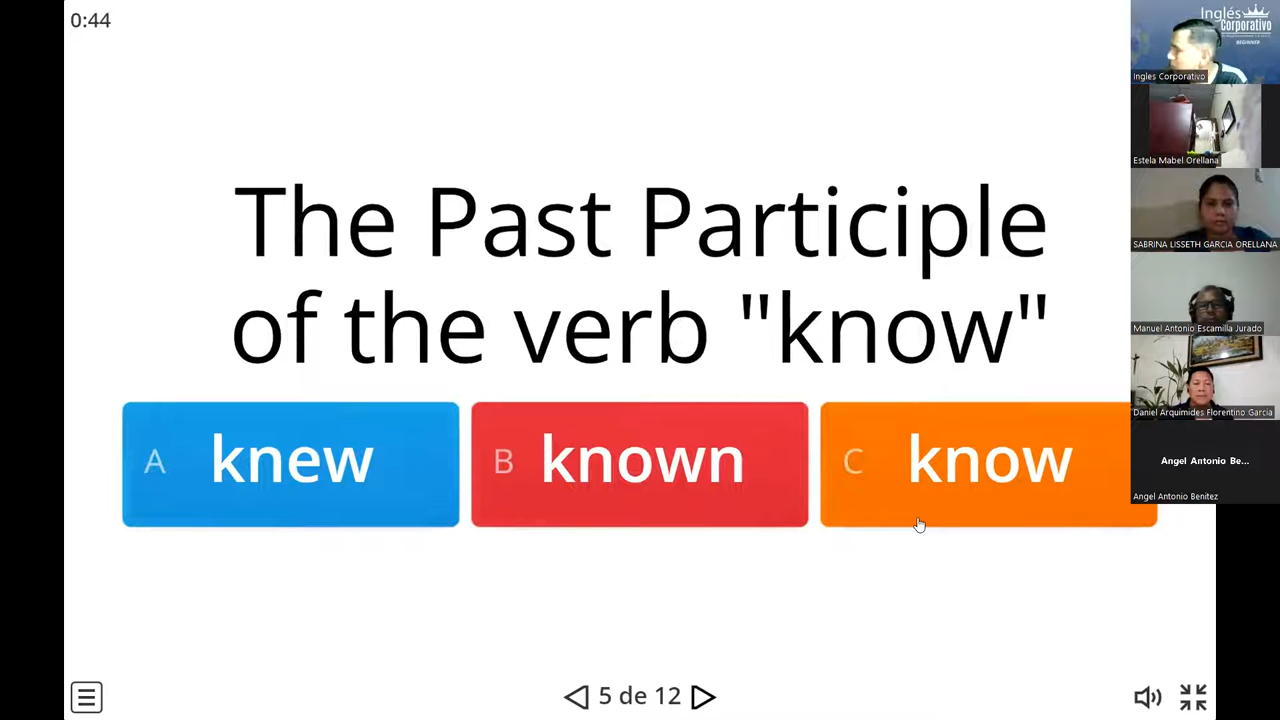 0:44
The Past Participle
of the verb "know"
A knew
B known
C know
5 de 12
Inglés
Corporativo
BEGINNER
Ingles Corporativo
Estela Mabel Orellana
SABRINA LISSETH GARCIA ORELLANA
Manuel Antonio Escamilla Jurado
Daniel Arquimides Florentino Garcia
Angel Antonio Be...
Angel Antonio Benitez